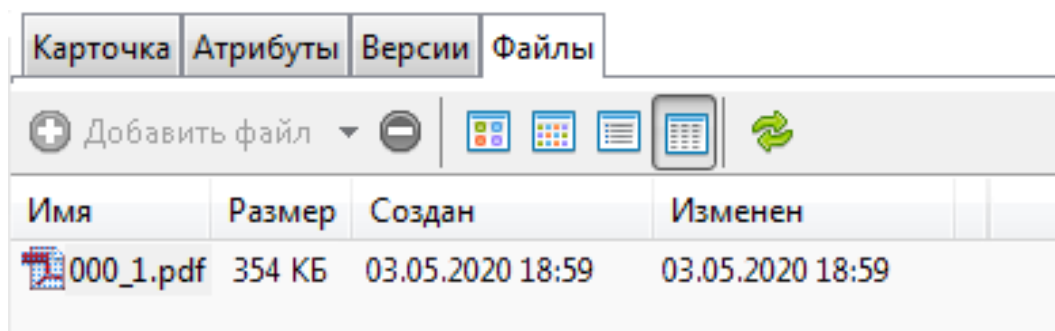 Карточка Атрибуты Версии Файлы
Добавить файл
Имя Размер Создан Изменен
000_1.pdf 354 КБ 03.05.2020 18:59 03.05.2020 18:59